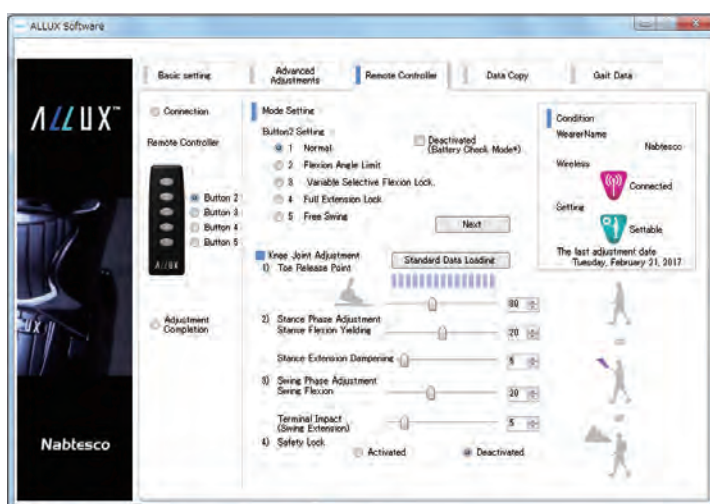 ALLUX Software
Basic setting
Advanced
Adjustments
Remote Controller
Data Copy
Gait Data
ALLUX™
Nabtesco
Connection
Remote Controller
Button 2
Button 3
Button 4
Button 5
ALLUX
Adjustment
Completion
Mode Setting
Button2 Setting
Deactivated
(Battery Check Mode*)
1 Normal
2 Flexion Angle Limit
3 Variable Selective Flexion Lock.
4 Full Extension Lock
5 Free Swing
Next
Knee Joint Adjustment
Standard Data Loading
1) Toe Release Point
80
2) Stance Phase Adjustment
Stanse Flexion Yielding
20
Stance Extension Dampening
5
3) Swing Phase Adjustment
Swing Flexion
20
Terminal Impact
(Swing Extension)
5
4) Safety Lock
Activated
Deactivated
Condition
WearerName
Nabtesco
Wireless
Connected
Setting
Settable
The last adjustment date
Tuesday, February 21, 2017